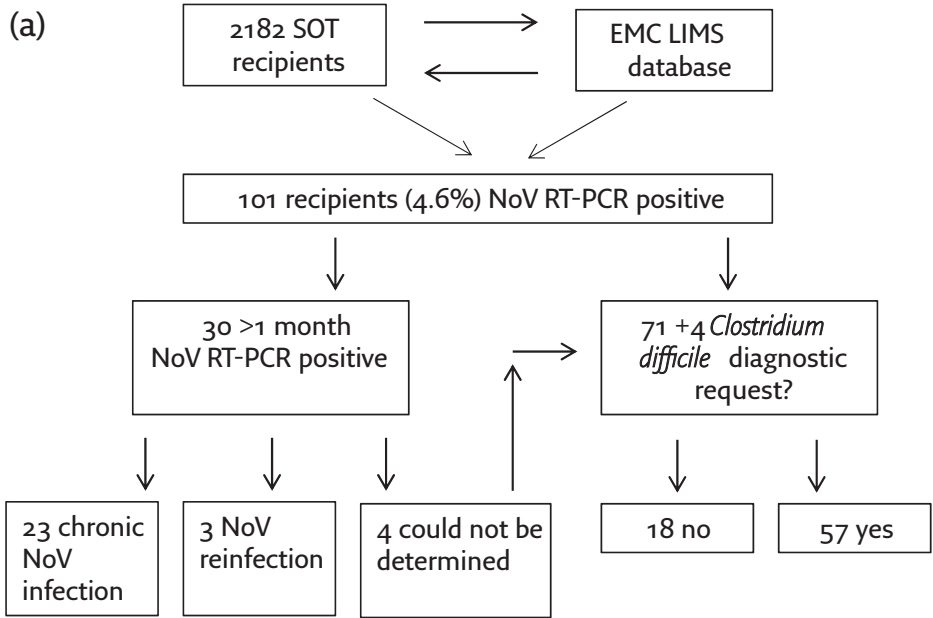 (a)
2182 SOT
recipients
EMC LIMS
database
101 recipients (4.6%) NoV RT-PCR positive
30 >1 month
NoV RT-PCR positive
71 +4 Clostridium
difficile diagnostic
request?
23 chronic
NoV
infection
3 NoV
reinfection
4 could not be
determined
18 no
57 yes